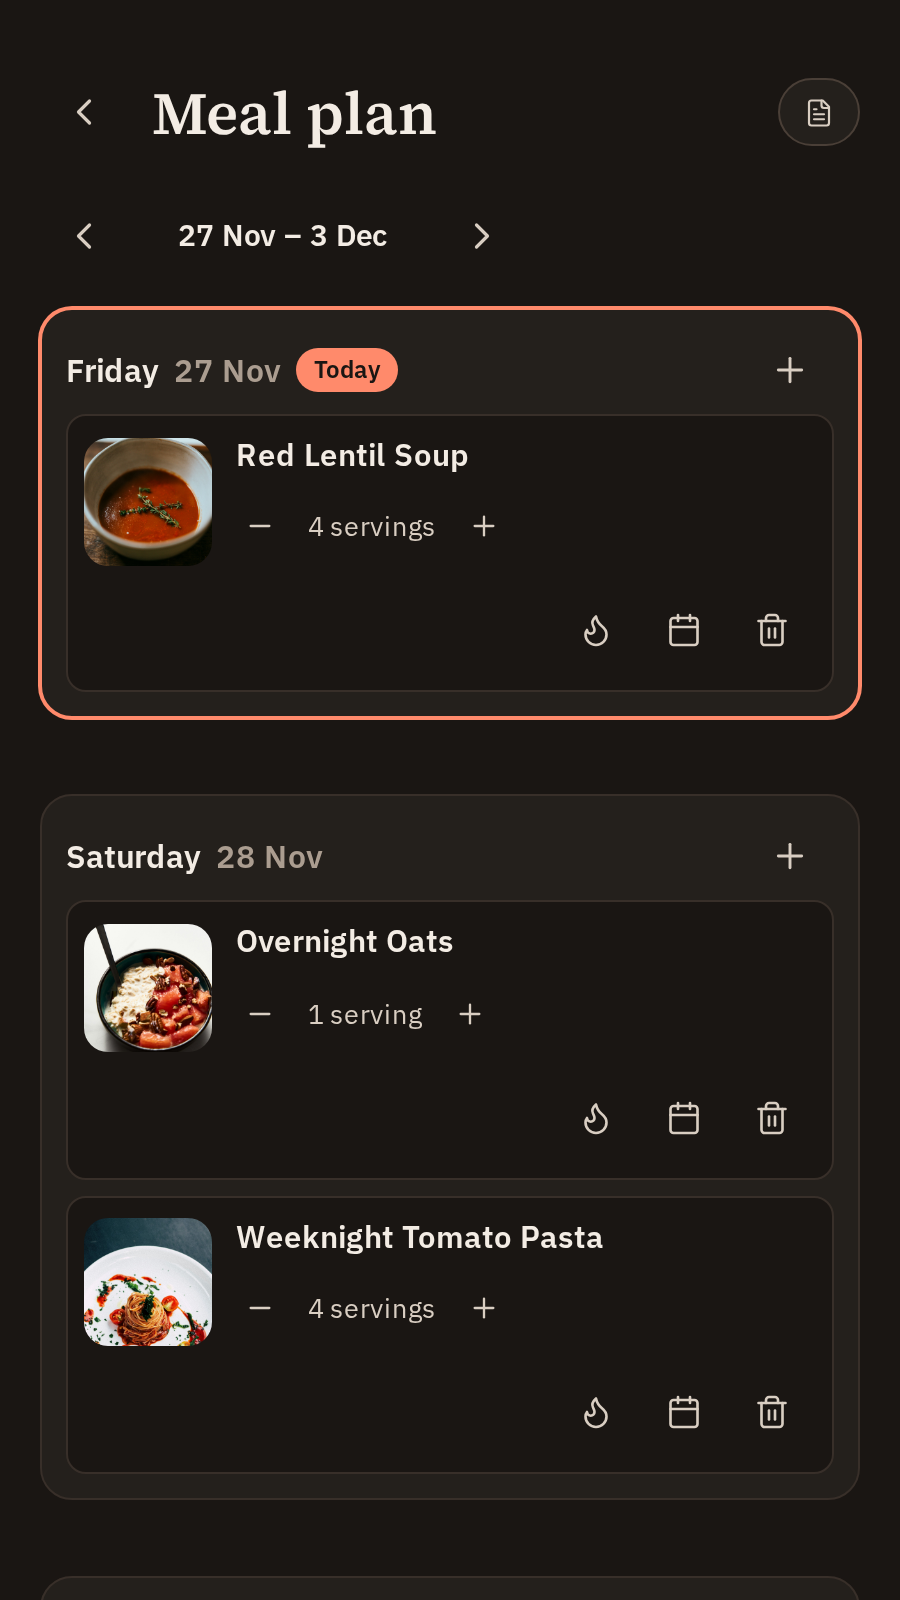 Meal plan
27 Nov – 3 Dec
Friday 27 Nov Today
Red Lentil Soup
4 servings
Saturday 28 Nov
Overnight Oats
1 serving
Weeknight Tomato Pasta
4 servings